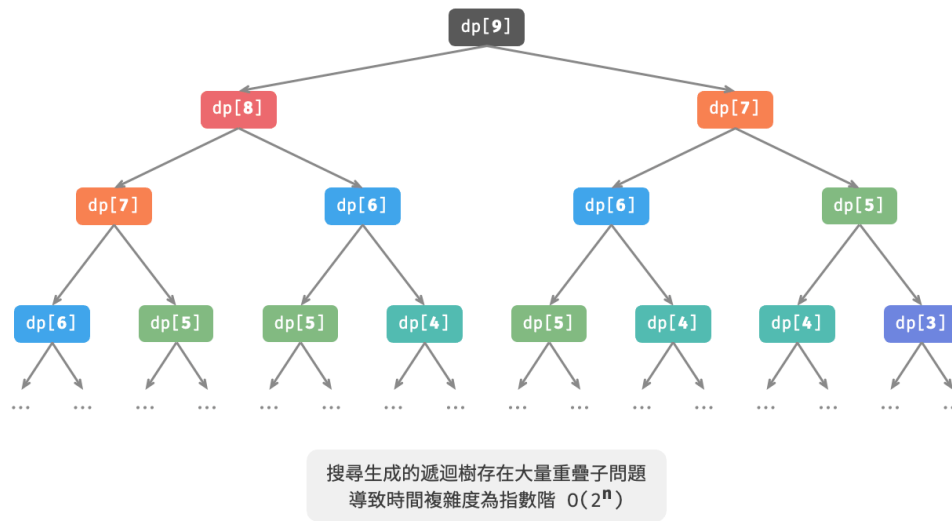 dp[9]
dp[8] dp[7]
dp[7] dp[6] dp[6] dp[5]
dp[6] dp[5] dp[5] dp[4] dp[5] dp[4] dp[4] dp[3]
... ... ... ... ... ... ... ... ... ... ... ... ... ... ... ...
搜尋生成的遞迴樹存在大量重疊子問題
導致時間複雜度為指數階 O(2ⁿ)